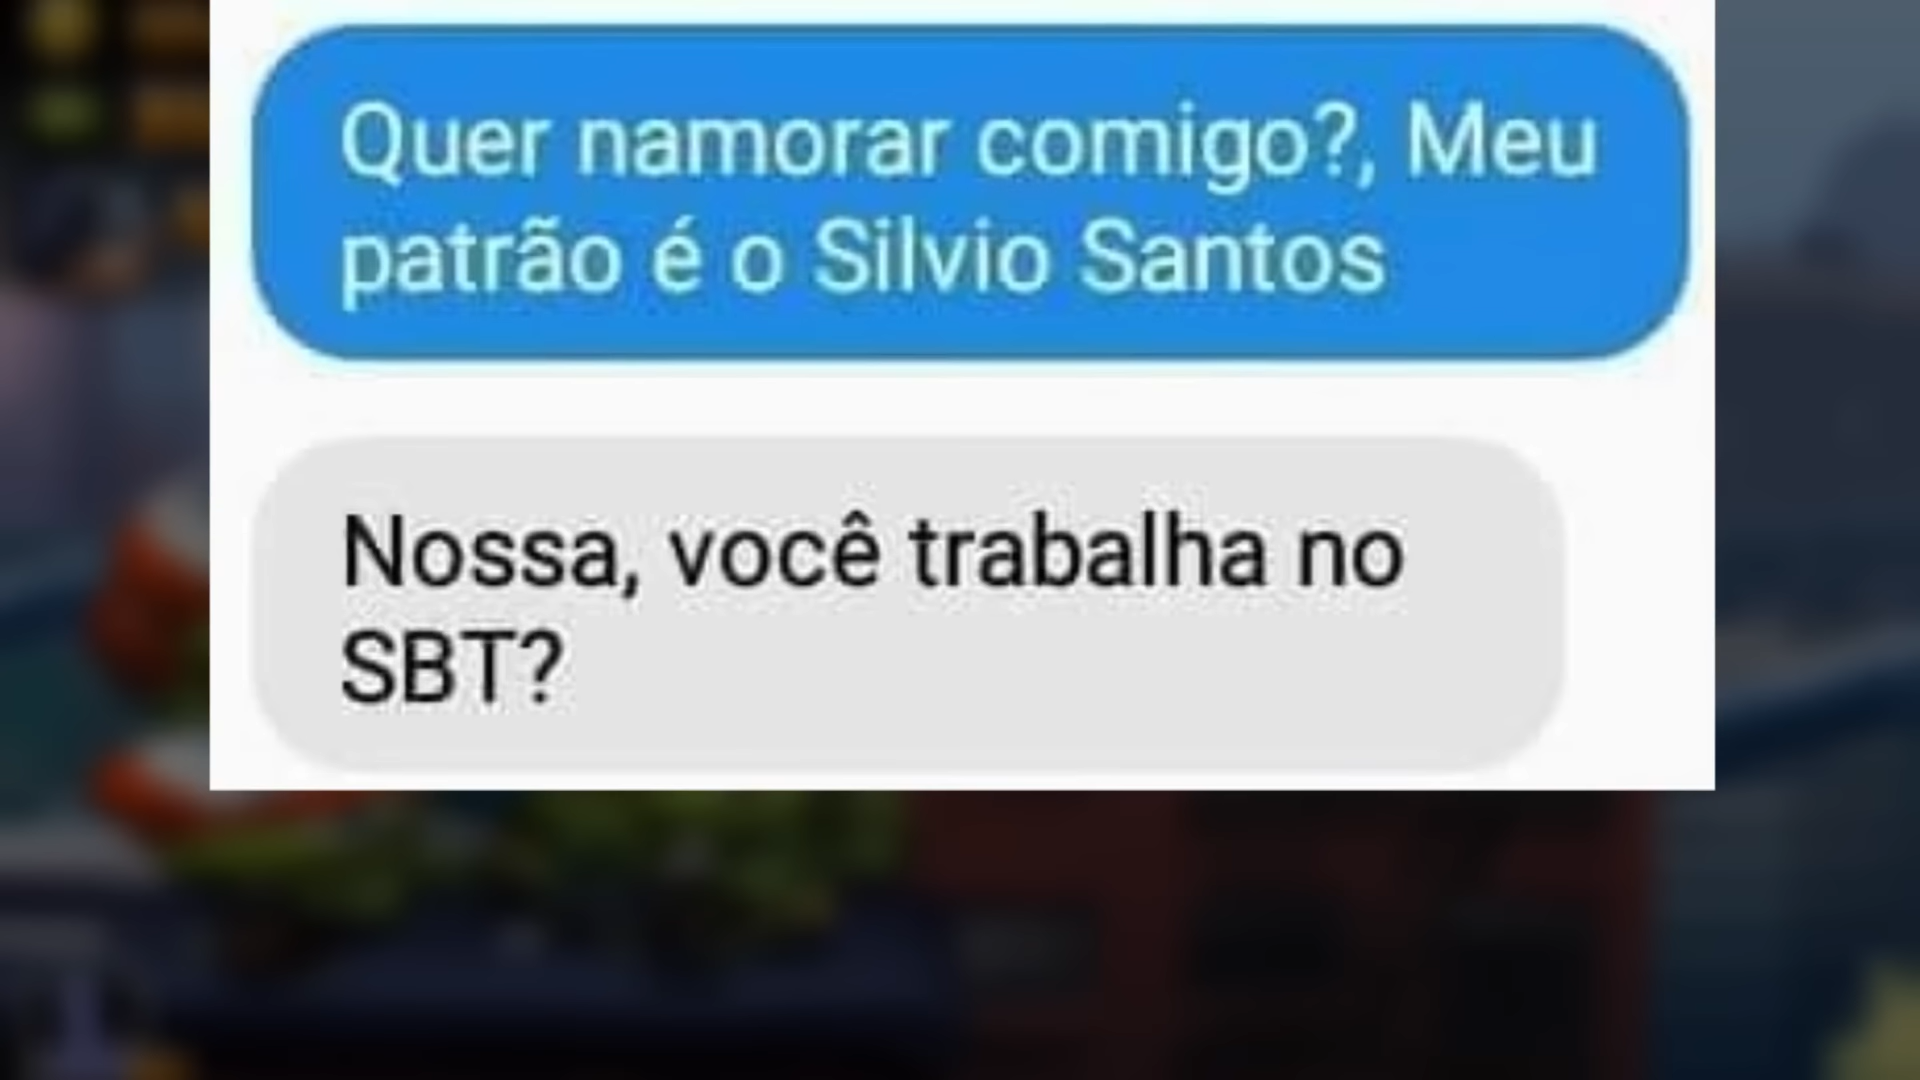 Quer namorar comigo?, Meu
patrão é o Silvio Santos
Nossa, você trabalha no
SBT?